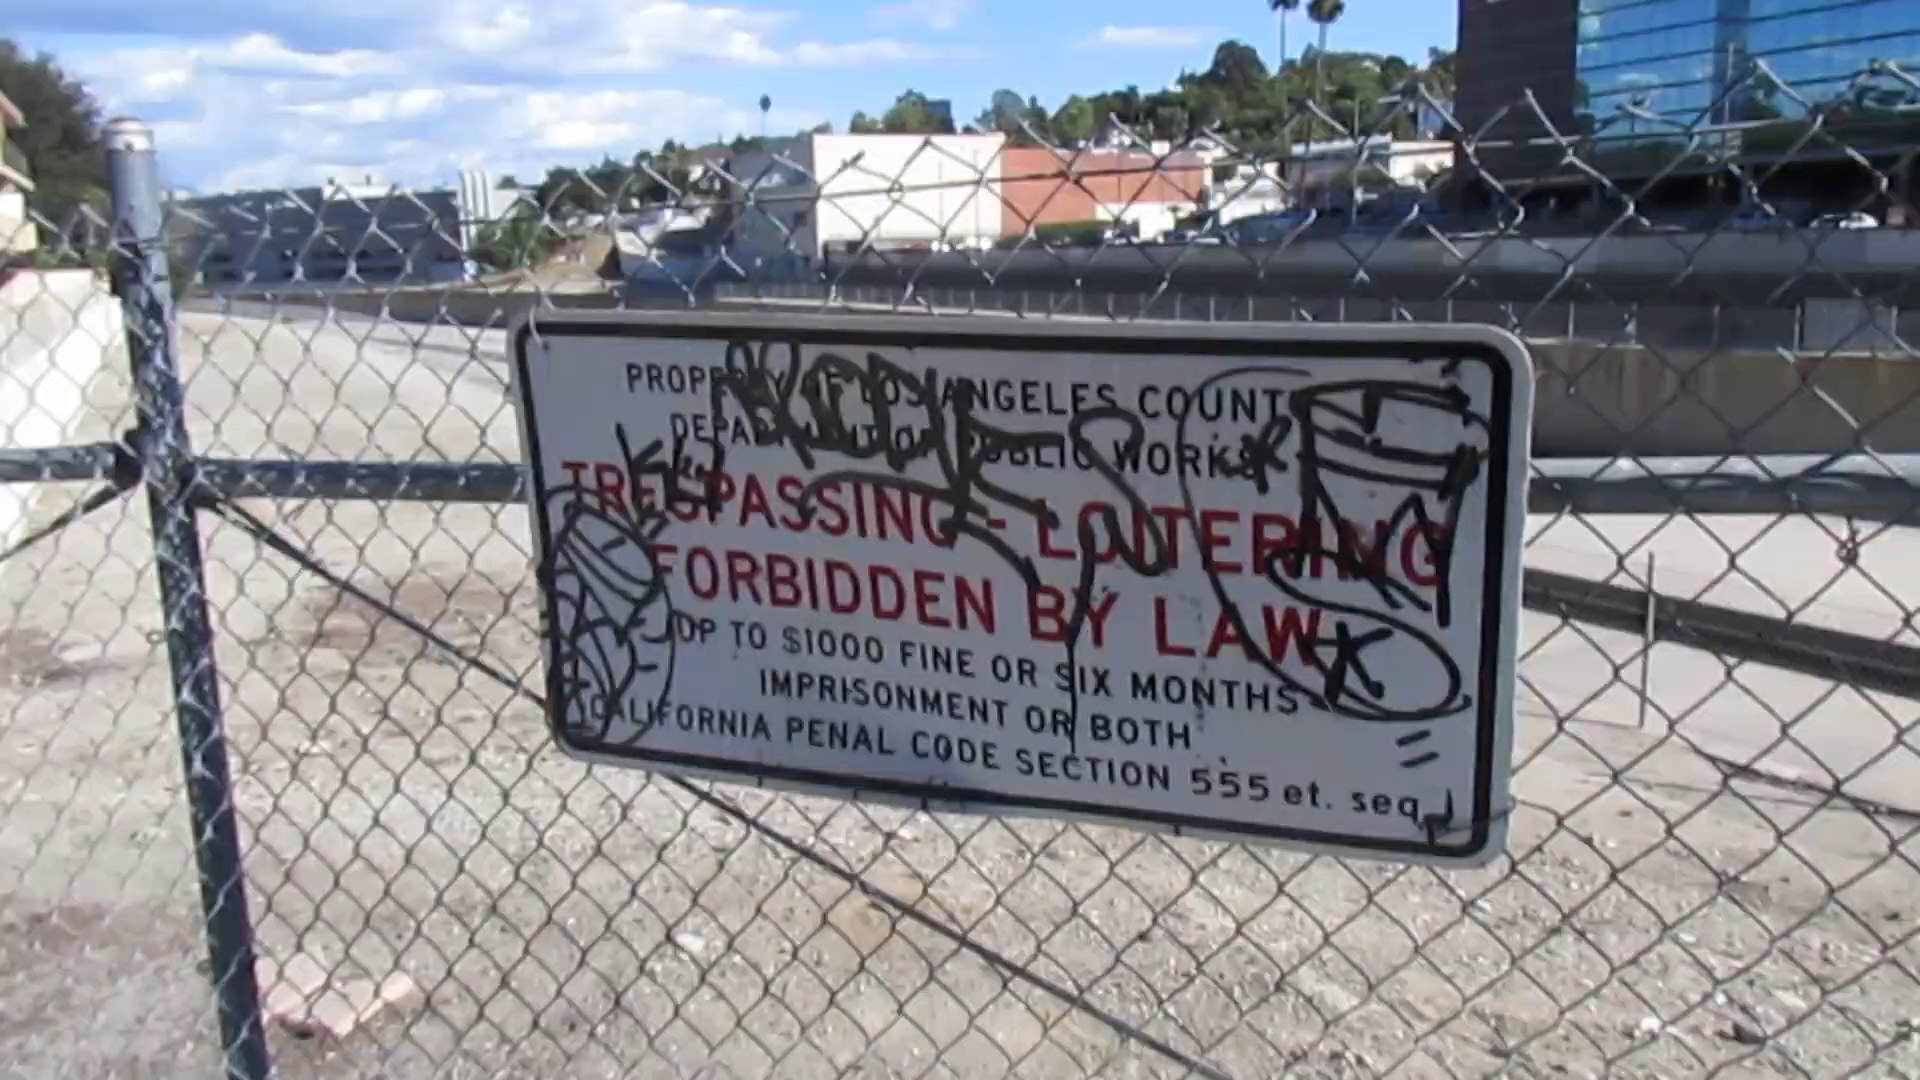 PROPERTY OF LOS ANGELES COUNTY
DEPARTMENT OF PUBLIC WORKS
TRESPASSING - LOITERING
FORBIDDEN BY LAW
UP TO $1000 FINE OR SIX MONTHS
IMPRISONMENT OR BOTH
CALIFORNIA PENAL CODE SECTION 555 et. seq.